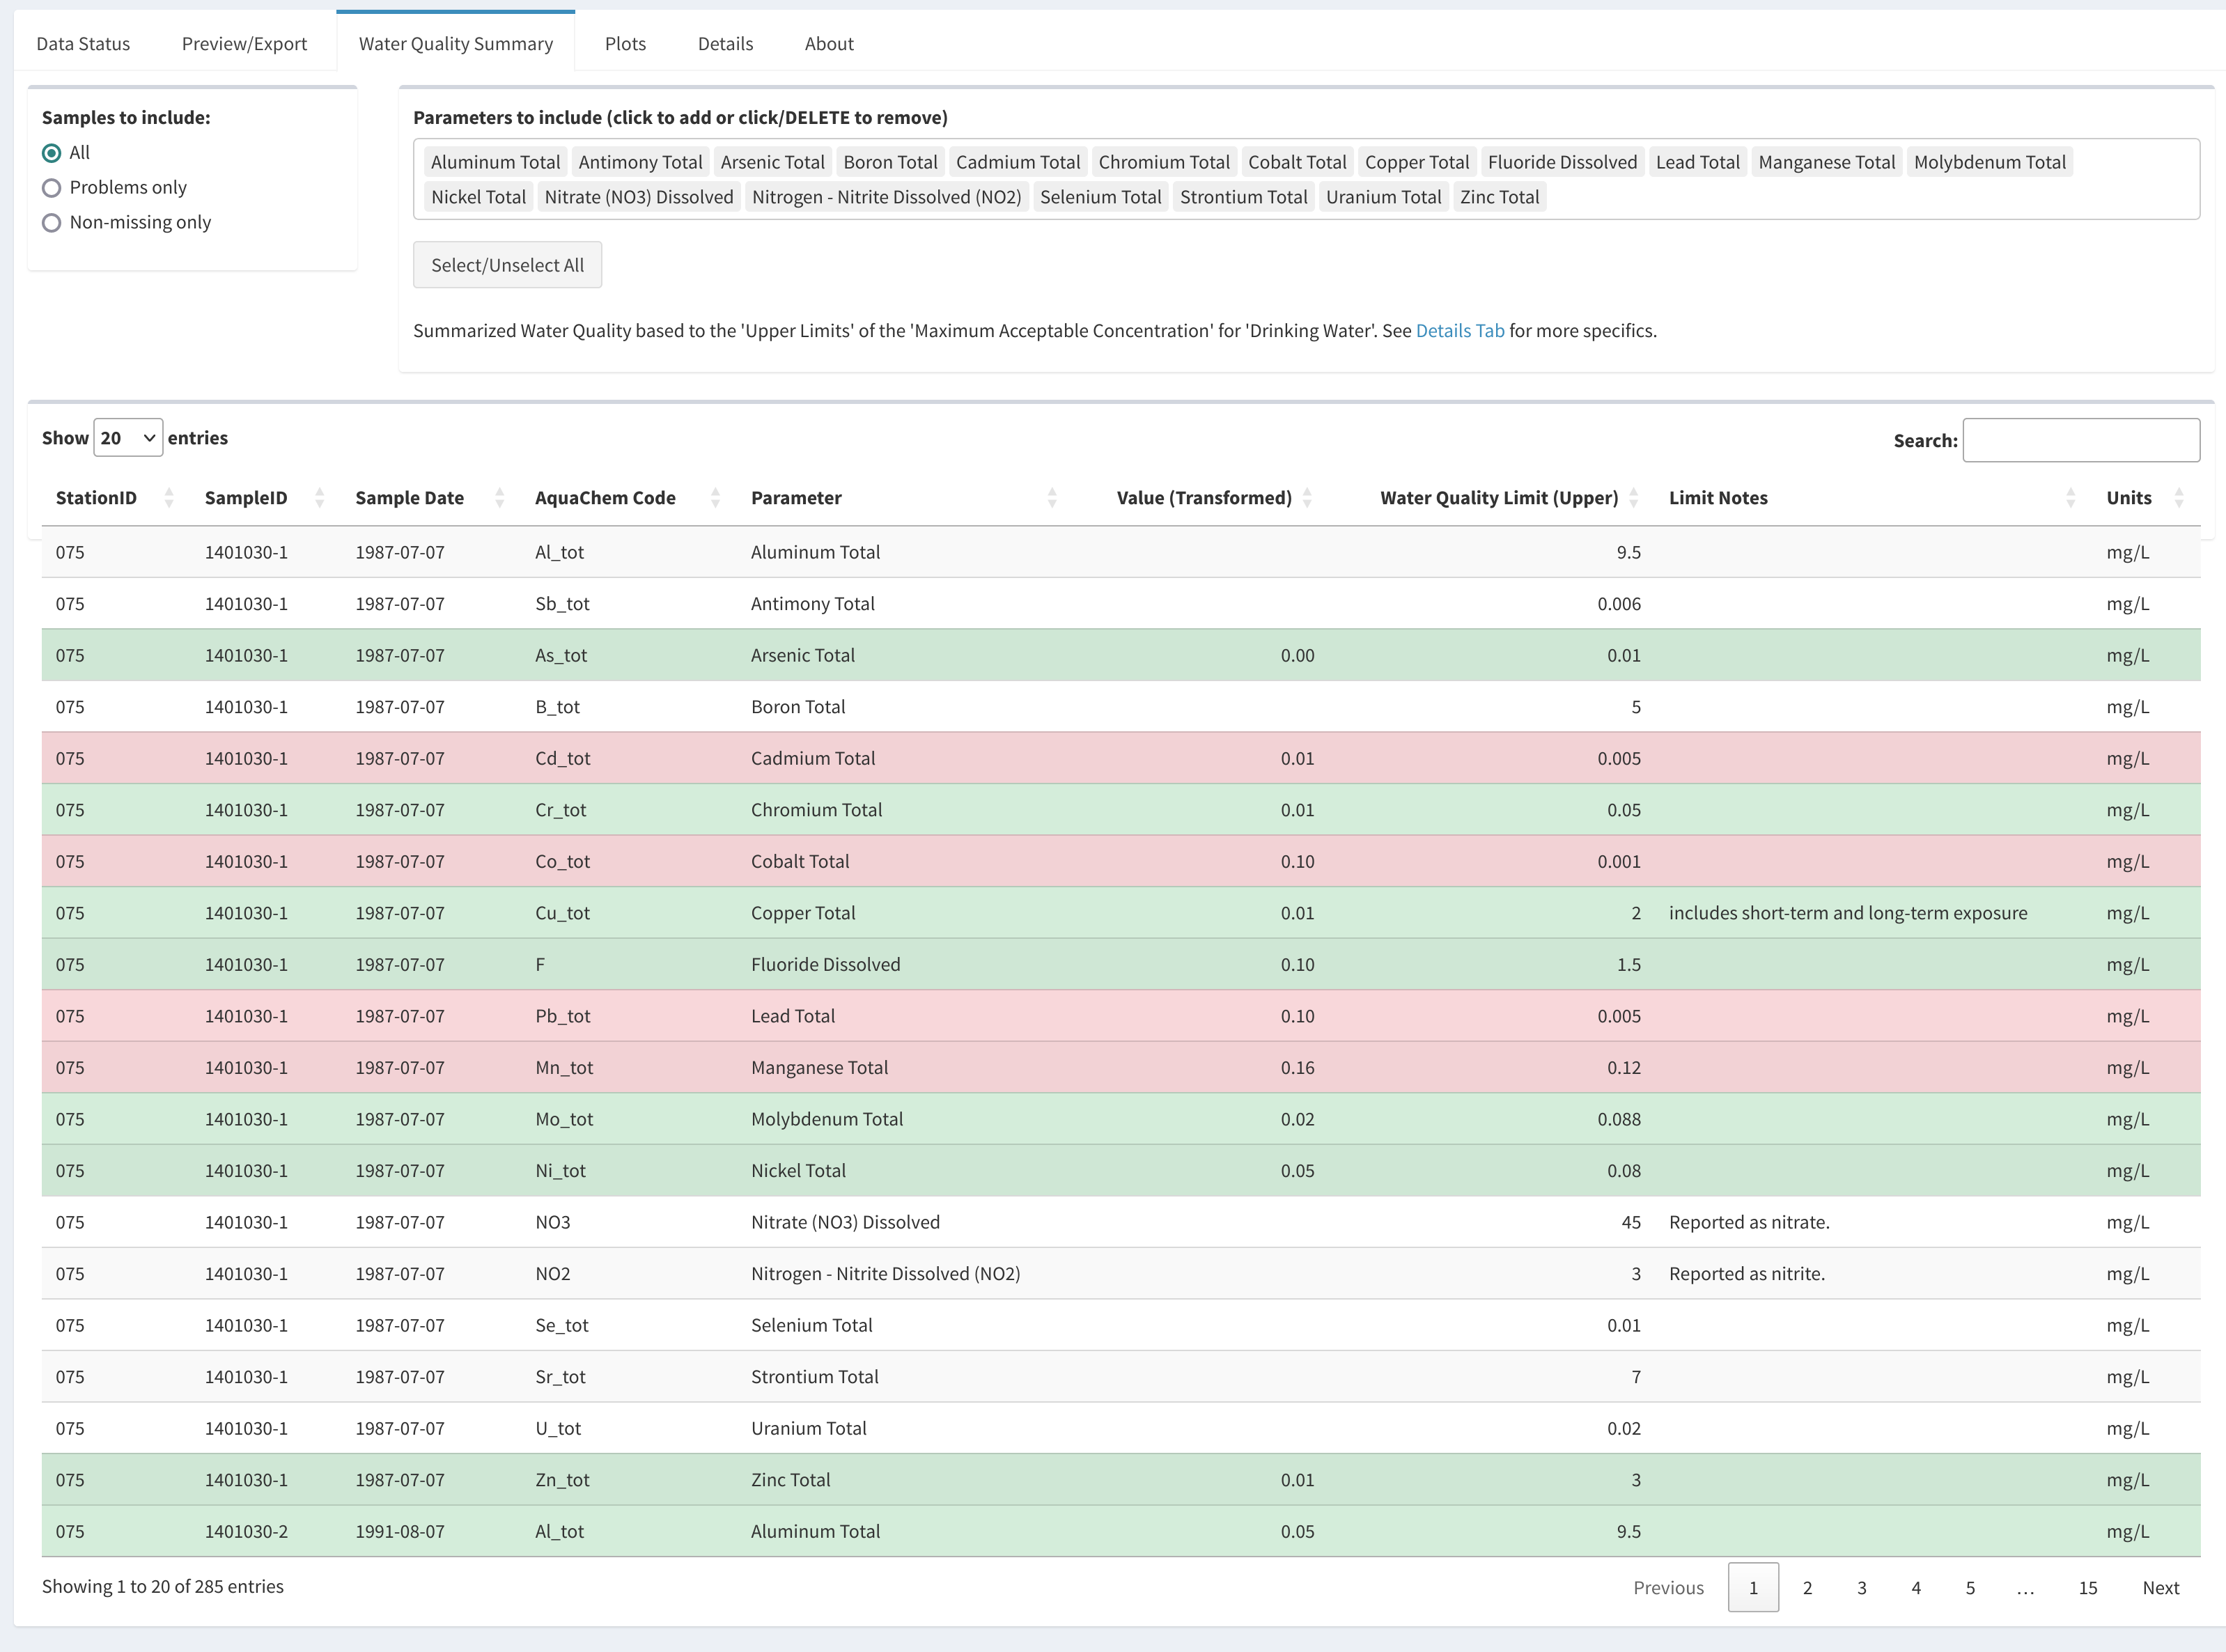 Data Status Preview/Export Water Quality Summary Plots Details About
Samples to include:
All
Problems only
Non-missing only
Parameters to include (click to add or click/DELETE to remove)
Aluminum Total Antimony Total Arsenic Total Boron Total Cadmium Total Chromium Total Cobalt Total Copper Total Fluoride Dissolved Lead Total Manganese Total Molybdenum Total
Nickel Total Nitrate (NO3) Dissolved Nitrogen - Nitrite Dissolved (NO2) Selenium Total Strontium Total Uranium Total Zinc Total
Select/Unselect All
Summarized Water Quality based to the 'Upper Limits' of the 'Maximum Acceptable Concentration' for 'Drinking Water'. See Details Tab for more specifics.
Show 20 entries Search:
StationID SampleID Sample Date AquaChem Code Parameter Value (Transformed) Water Quality Limit (Upper) Limit Notes Units
075 1401030-1 1987-07-07 Al_tot Aluminum Total 9.5 mg/L
075 1401030-1 1987-07-07 Sb_tot Antimony Total 0.006 mg/L
075 1401030-1 1987-07-07 As_tot Arsenic Total 0.00 0.01 mg/L
075 1401030-1 1987-07-07 B_tot Boron Total 5 mg/L
075 1401030-1 1987-07-07 Cd_tot Cadmium Total 0.01 0.005 mg/L
075 1401030-1 1987-07-07 Cr_tot Chromium Total 0.01 0.05 mg/L
075 1401030-1 1987-07-07 Co_tot Cobalt Total 0.10 0.001 mg/L
075 1401030-1 1987-07-07 Cu_tot Copper Total 0.01 2 includes short-term and long-term exposure mg/L
075 1401030-1 1987-07-07 F Fluoride Dissolved 0.10 1.5 mg/L
075 1401030-1 1987-07-07 Pb_tot Lead Total 0.10 0.005 mg/L
075 1401030-1 1987-07-07 Mn_tot Manganese Total 0.16 0.12 mg/L
075 1401030-1 1987-07-07 Mo_tot Molybdenum Total 0.02 0.088 mg/L
075 1401030-1 1987-07-07 Ni_tot Nickel Total 0.05 0.08 mg/L
075 1401030-1 1987-07-07 NO3 Nitrate (NO3) Dissolved 45 Reported as nitrate. mg/L
075 1401030-1 1987-07-07 NO2 Nitrogen - Nitrite Dissolved (NO2) 3 Reported as nitrite. mg/L
075 1401030-1 1987-07-07 Se_tot Selenium Total 0.01 mg/L
075 1401030-1 1987-07-07 Sr_tot Strontium Total 7 mg/L
075 1401030-1 1987-07-07 U_tot Uranium Total 0.02 mg/L
075 1401030-1 1987-07-07 Zn_tot Zinc Total 0.01 3 mg/L
075 1401030-2 1991-08-07 Al_tot Aluminum Total 0.05 9.5 mg/L
Showing 1 to 20 of 285 entries Previous 1 2 3 4 5 … 15 Next